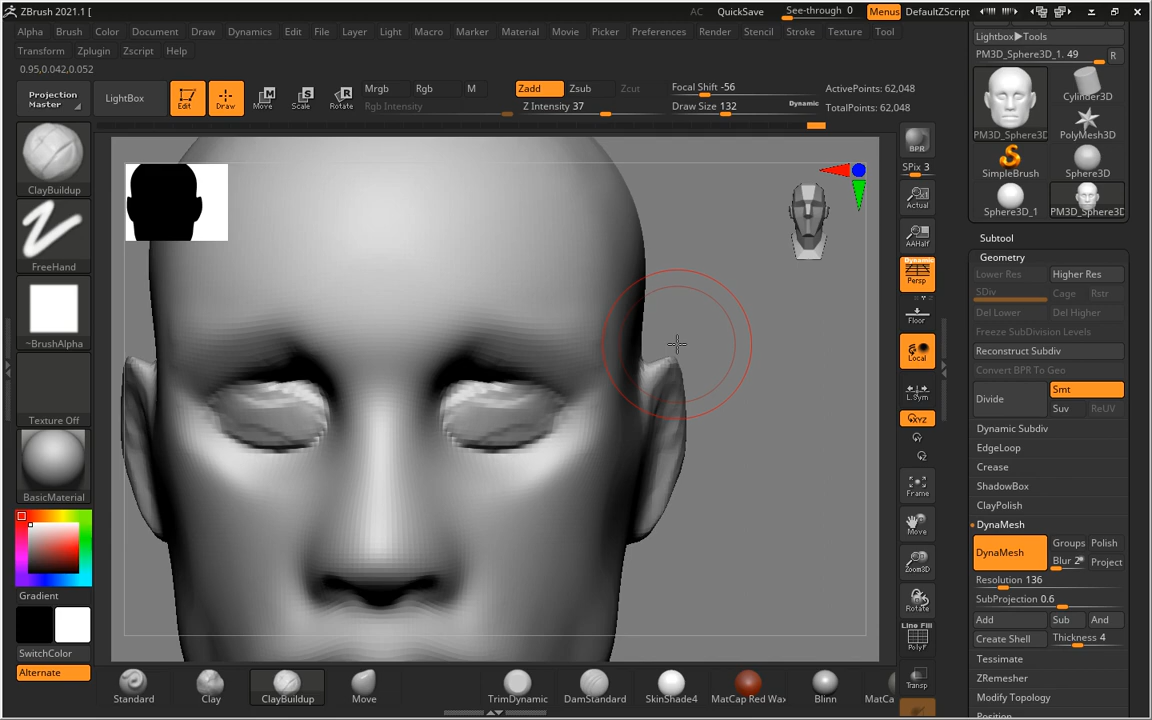 ZBrush 2021.1 [
AC QuickSave See-through 0 Menus DefaultZScript
Alpha Brush Color Document Draw Dynamics Edit File Layer Light Macro Marker Material Movie Picker Preferences Render Stencil Stroke Texture Tool
Transform Zplugin Zscript Help
0.95,0.042,0.052
Projection Master
LightBox
Edit Draw Move Scale Rotate
Mrgb Rgb M
Rgb Intensity
Zadd Zsub Zcut
Z Intensity 37
Focal Shift -56
Draw Size 132 Dynamic
ActivePoints: 62,048
TotalPoints: 62,048
ClayBuildup
FreeHand
~BrushAlpha
Texture Off
BasicMaterial
Gradient
SwitchColor
Alternate
BPR
SPix 3
Actual
AAHalf
Dynamic
Persp
Floor
Local
L.Sym
XYZ
Frame
Move
Zoom3D
Rotate
Line Fill
PolyF
Transp
Standard Clay ClayBuildup Move TrimDynamic DamStandard SkinShade4 MatCap Red Wax Blinn MatCa
Lightbox▶Tools
PM3D_Sphere3D_1. 49 R
PM3D_Sphere3D Cylinder3D
PolyMesh3D
SimpleBrush Sphere3D
Sphere3D_1 PM3D_Sphere3D
Subtool
Geometry
Lower Res Higher Res
SDiv Cage Rstr
Del Lower Del Higher
Freeze SubDivision Levels
Reconstruct Subdiv
Convert BPR To Geo
Divide Smt
Suv ReUV
Dynamic Subdiv
EdgeLoop
Crease
ShadowBox
ClayPolish
DynaMesh
DynaMesh Groups Polish
Blur 2 Project
Resolution 136
SubProjection 0.6
Add Sub And
Create Shell Thickness 4
Tessimate
ZRemesher
Modify Topology
Position